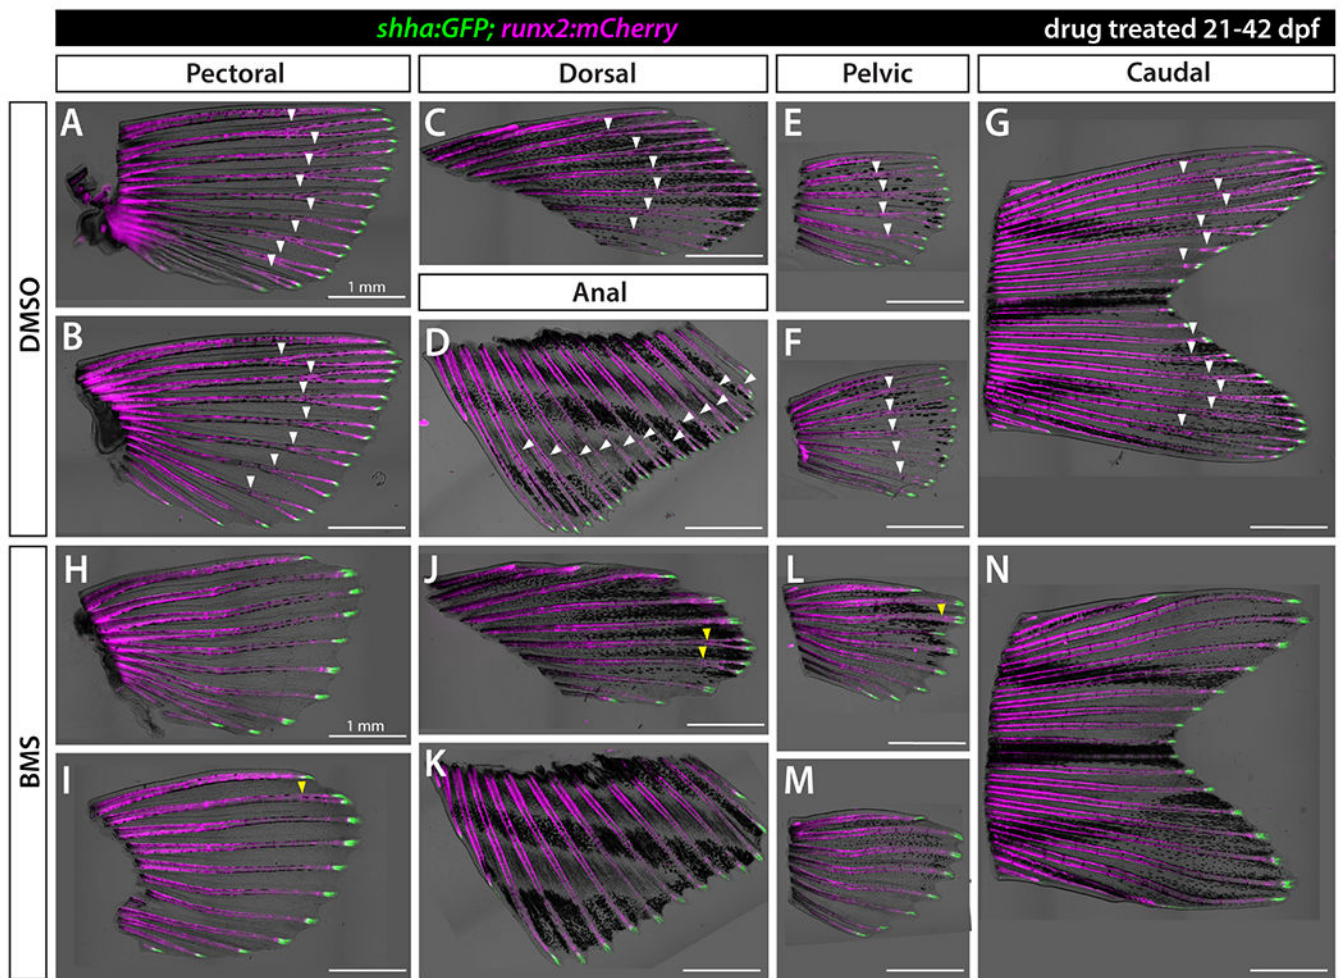 shha:GFP; runx2:mCherry drug treated 21-42 dpf
Pectoral Dorsal Pelvic Caudal
DMSO
A
1 mm
B
C
Anal
D
E
F
G
BMS
H
1 mm
I
J
K
L
M
N